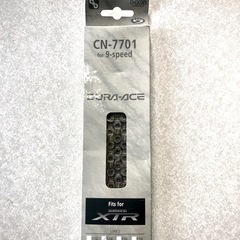 CN-7701
for 9-speed
DURA-ACE
Fits for
XTR